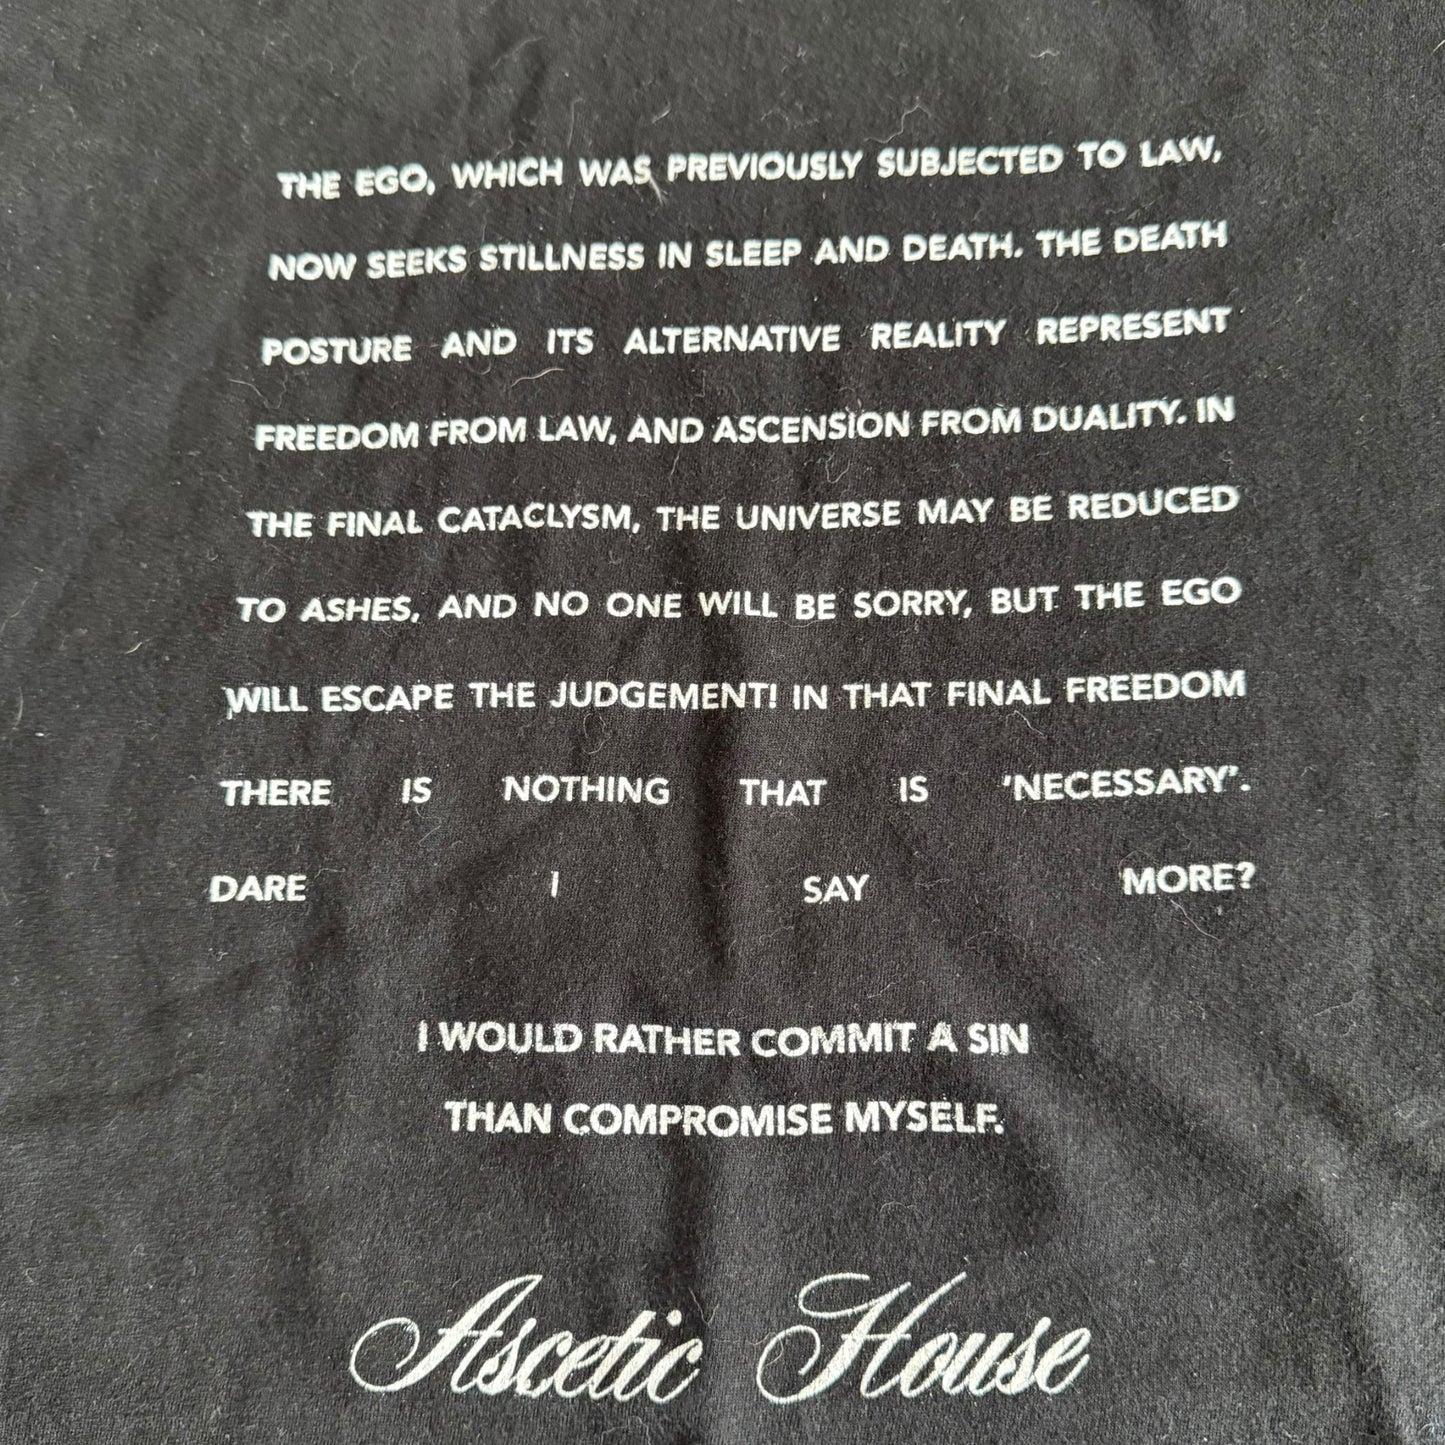 THE EGO, WHICH WAS PREVIOUSLY SUBJECTED TO LAW,
NOW SEEKS STILLNESS IN SLEEP AND DEATH. THE DEATH
POSTURE AND ITS ALTERNATIVE REALITY REPRESENT
FREEDOM FROM LAW, AND ASCENSION FROM DUALITY. IN
THE FINAL CATACLYSM, THE UNIVERSE MAY BE REDUCED
TO ASHES, AND NO ONE WILL BE SORRY, BUT THE EGO
WILL ESCAPE THE JUDGEMENT! IN THAT FINAL FREEDOM
THERE IS NOTHING THAT IS 'NECESSARY'.
DARE I SAY MORE?
I WOULD RATHER COMMIT A SIN
THAN COMPROMISE MYSELF.
Ascetic House